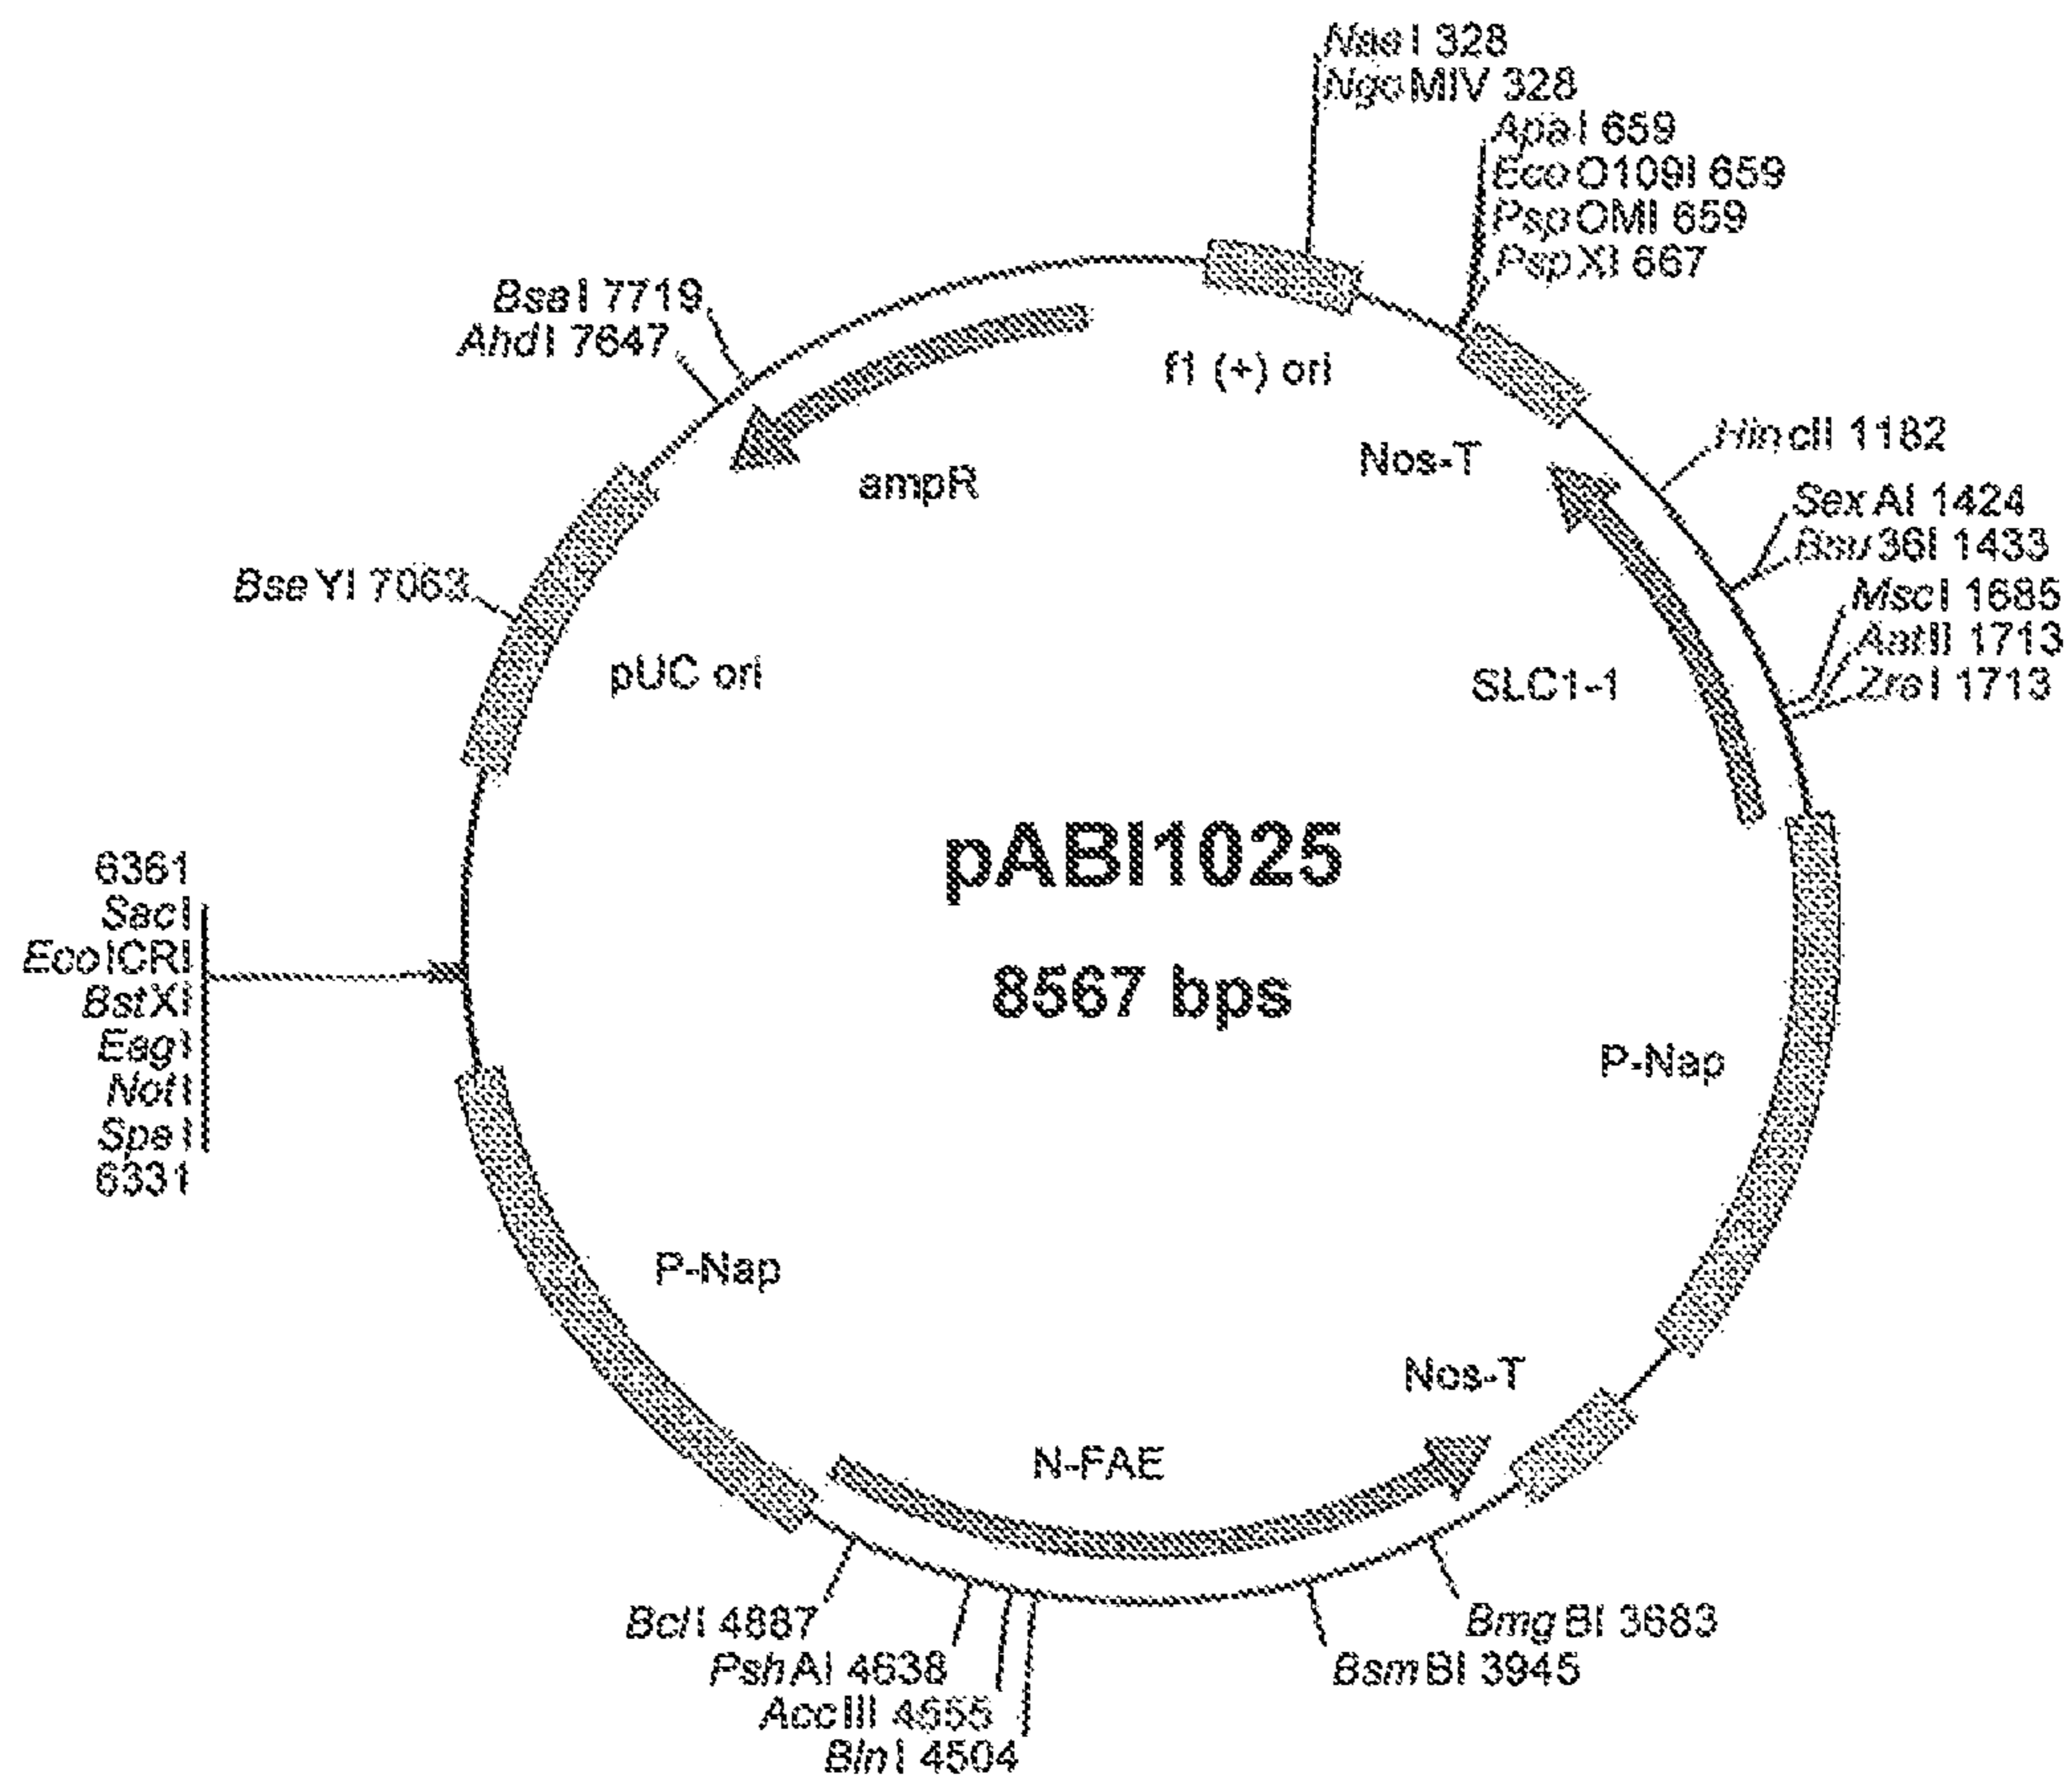 NaeI 328
NgoMIV 328
ApaI 659
EcoO109I 659
PspOMI 659
PspXI 667
BsaI 7719
AhdI 7647
f1 (+) ori
Nos-T
HincII 1182
ampR
SexAI 1424
Bsu36I 1433
MscI 1685
AatII 1713
ZraI 1713
BseYI 7063
pUC ori
SLC1-1
pABI1025
8567 bps
6361
SacI
EcoICRI
BstXI
EagI
NotI
SpeI
6331
P-Nap
P-Nap
Nos-T
N-FAE
BclI 4887
PshAI 4638
AccIII 4555
BlnI 4504
BmgBI 3683
BsmBI 3945